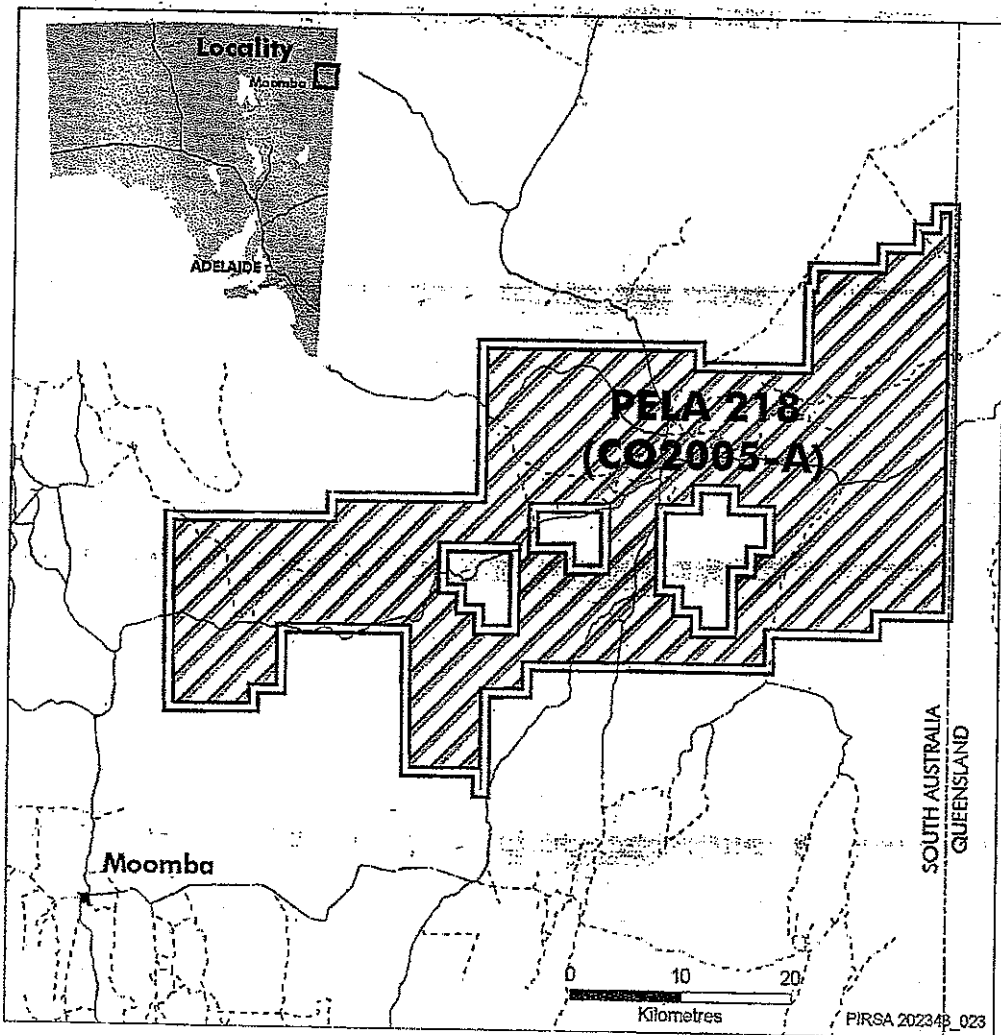 Locality
Moomba
ADELAIDE
PELA 218
(CO2005-A)
SOUTH AUSTRALIA
QUEENSLAND
Moomba
0 10 20
Kilometres
PIRSA 202348_023